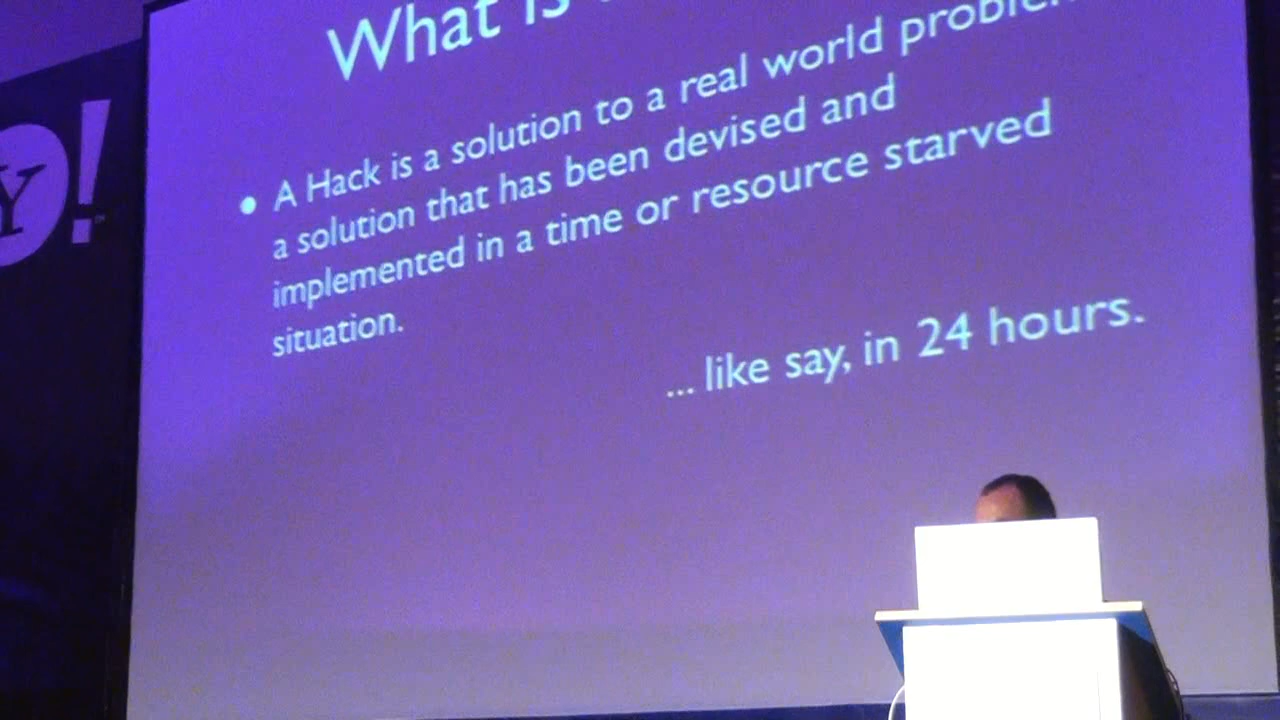 What is
A Hack is a solution to a real world
a solution that has been devised and
implemented in a time or resource starved
situation.
... like say, in 24 hours.
Y!